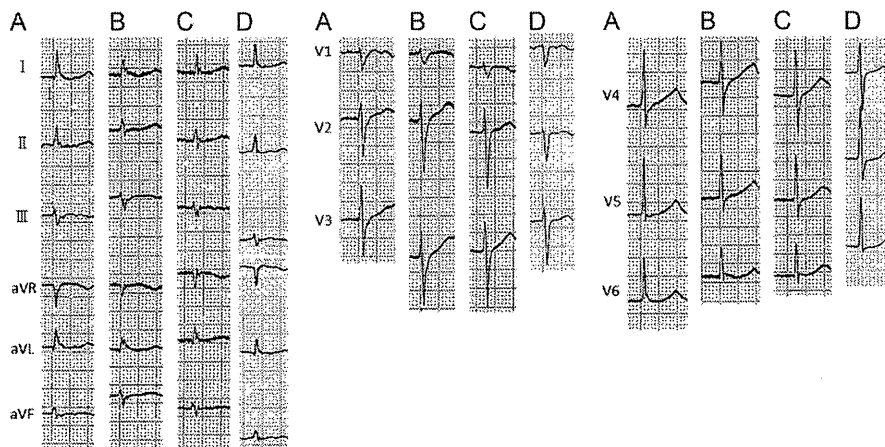 A B C D A B C D A B C D
I
II
III
aVR
aVL
aVF
V1
V2
V3
V4
V5
V6